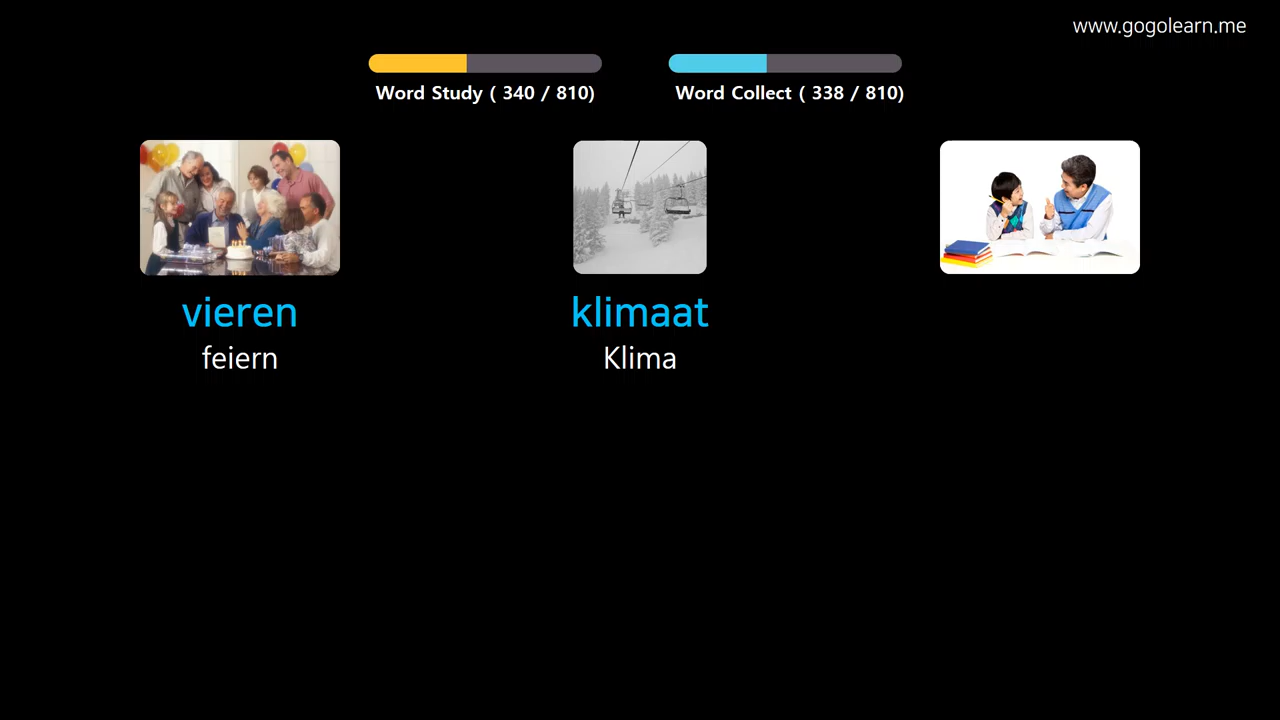 www.gogolearn.me
Word Study ( 340 / 810)
Word Collect ( 338 / 810)
vieren
feiern
klimaat
Klima